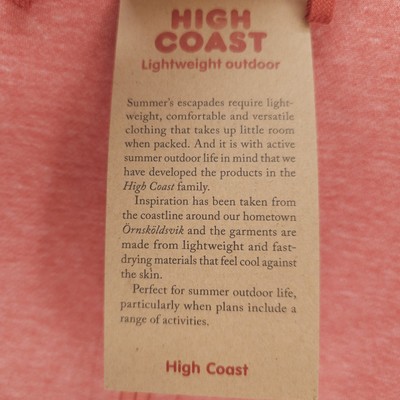 HIGH
COAST
Lightweight outdoor
Summer's escapades require light-
weight, comfortable and versatile
clothing that takes up little room
when packed. And it is with active
summer outdoor life in mind that we
have developed the products in the
High Coast family.
Inspiration has been taken from
the coastline around our hometown
Örnsköldsvik and the garments are
made from lightweight and fast-
drying materials that feel cool against
the skin.
Perfect for summer outdoor life,
particularly when plans include a
range of activities.
High Coast